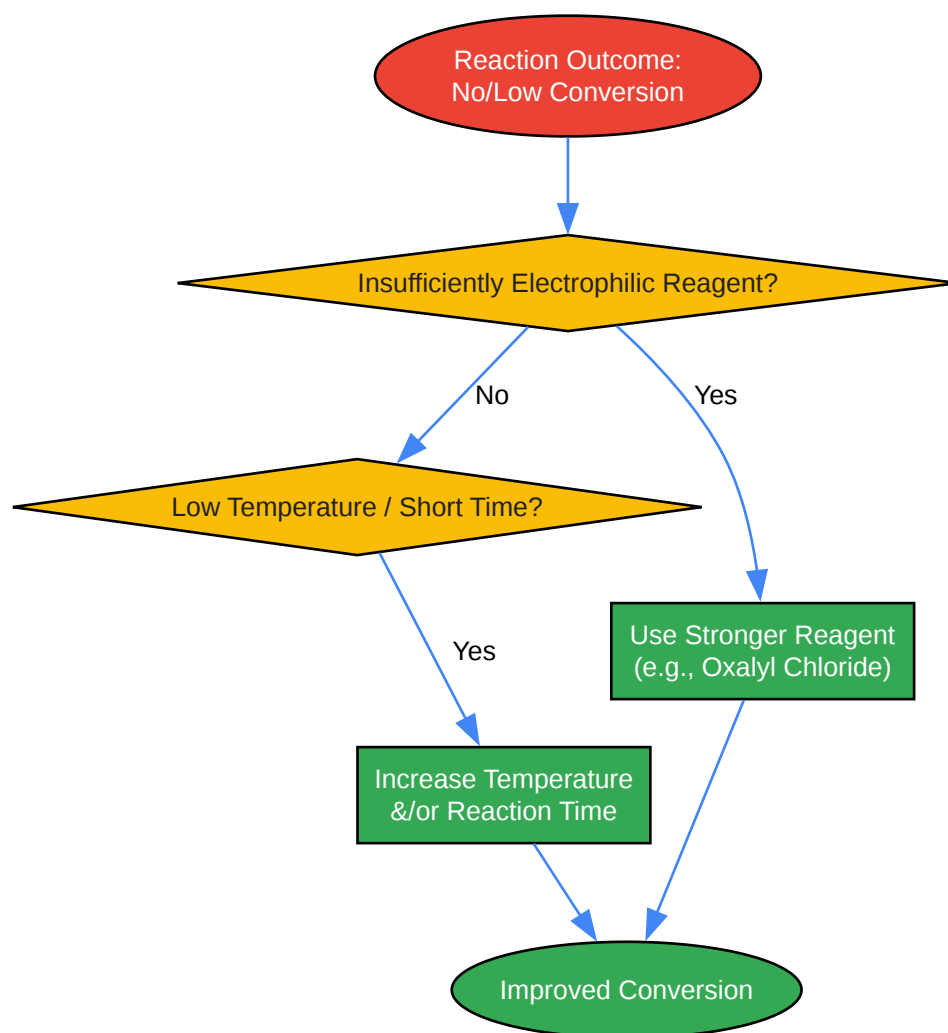 Reaction Outcome:
No/Low Conversion
Insufficiently Electrophilic Reagent?
No
Yes
Low Temperature / Short Time?
Use Stronger Reagent
(e.g., Oxalyl Chloride)
Yes
Increase Temperature
&/or Reaction Time
Improved Conversion